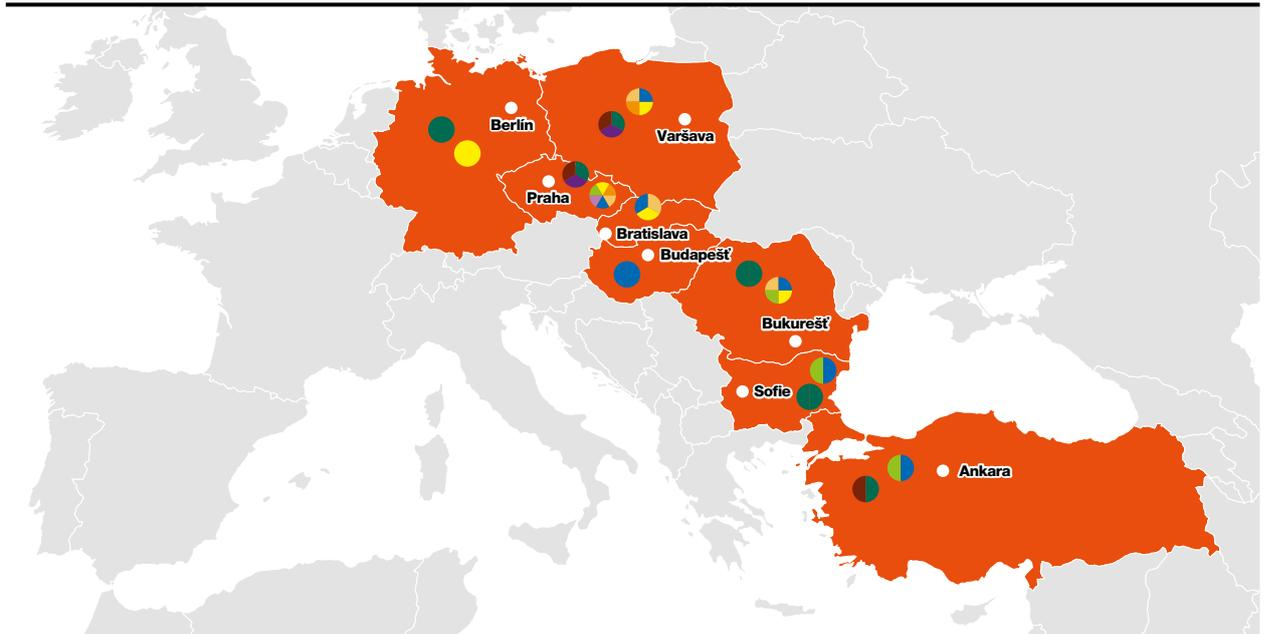 Berlín
Varšava
Praha
Bratislava
Budapešť
Bukurešť
Sofie
Ankara